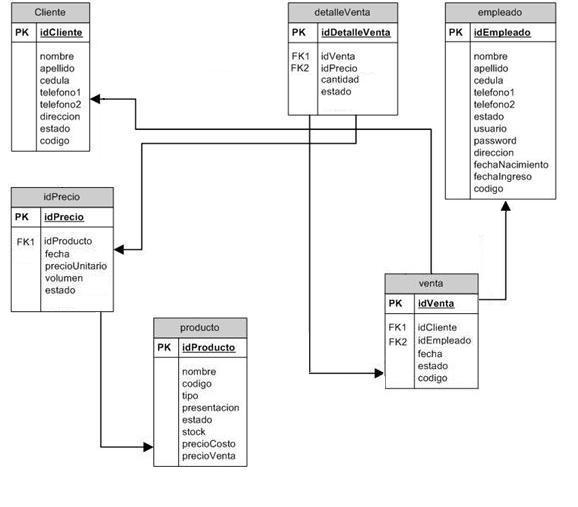 Cliente
PK idCliente
nombre
apellido
cedula
telefono1
telefono2
direccion
estado
codigo
detalleVenta
PK idDetalleVenta
FK1 idVenta
FK2 idPrecio
cantidad
estado
empleado
PK idEmpleado
nombre
apellido
cedula
telefono1
telefono2
estado
usuario
password
direccion
fechaNacimiento
fechaIngreso
codigo
idPrecio
PK idPrecio
FK1 idProducto
fecha
precioUnitario
volumen
estado
venta
PK idVenta
FK1 idCliente
FK2 idEmpleado
fecha
estado
codigo
producto
PK idProducto
nombre
codigo
tipo
presentacion
estado
stock
precioCosto
precioVenta